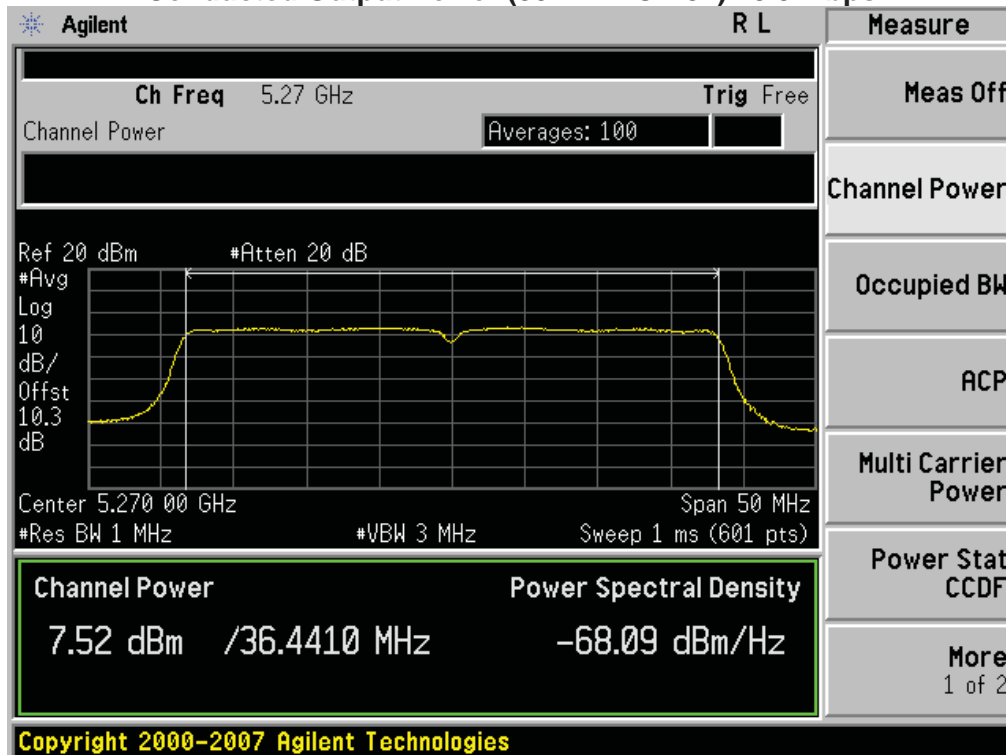 Agilent R L Measure
Ch Freq 5.27 GHz Trig Free
Channel Power Averages: 100
Meas Off
Channel Power
Ref 20 dBm #Atten 20 dB
#Avg
Log
10
dB/
Offst
10.3
dB
Occupied BW
ACP
Center 5.270 00 GHz Span 50 MHz
#Res BW 1 MHz #VBW 3 MHz Sweep 1 ms (601 pts)
Multi Carrier
Power
Channel Power Power Spectral Density
7.52 dBm /36.4410 MHz -68.09 dBm/Hz
Power Stat
CCDF
More
1 of 2
Copyright 2000-2007 Agilent Technologies